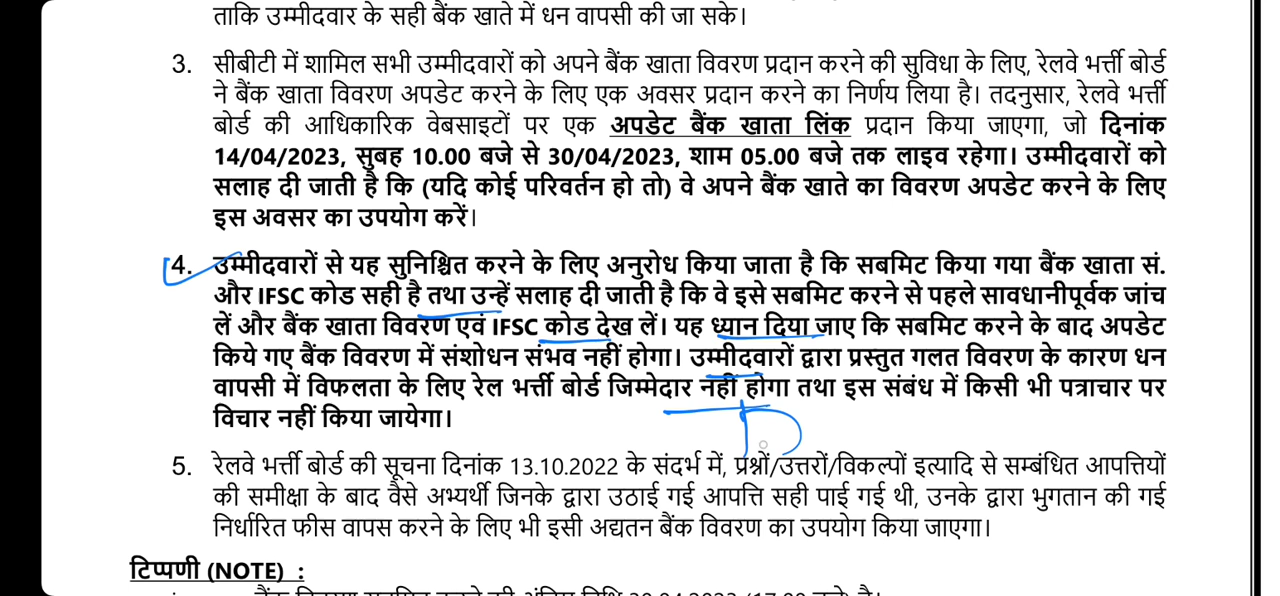 ताकि उम्मीदवार के सही बैंक खाते में धन वापसी की जा सके।
3. सीबीटी में शामिल सभी उम्मीदवारों को अपने बैंक खाता विवरण प्रदान करने की सुविधा के लिए, रेलवे भर्ती बोर्ड
ने बैंक खाता विवरण अपडेट करने के लिए एक अवसर प्रदान करने का निर्णय लिया है। तदनुसार, रेलवे भर्ती
बोर्ड की आधिकारिक वेबसाइटों पर एक अपडेट बैंक खाता लिंक प्रदान किया जाएगा, जो दिनांक
14/04/2023, सुबह 10.00 बजे से 30/04/2023, शाम 05.00 बजे तक लाइव रहेगा। उम्मीदवारों को
सलाह दी जाती है कि (यदि कोई परिवर्तन हो तो) वे अपने बैंक खाते का विवरण अपडेट करने के लिए
इस अवसर का उपयोग करें।
4. उम्मीदवारों से यह सुनिश्चित करने के लिए अनुरोध किया जाता है कि सबमिट किया गया बैंक खाता सं.
और IFSC कोड सही है तथा उन्हें सलाह दी जाती है कि वे इसे सबमिट करने से पहले सावधानीपूर्वक जांच
लें और बैंक खाता विवरण एवं IFSC कोड देख लें। यह ध्यान दिया जाए कि सबमिट करने के बाद अपडेट
किये गए बैंक विवरण में संशोधन संभव नहीं होगा। उम्मीदवारों द्वारा प्रस्तुत गलत विवरण के कारण धन
वापसी में विफलता के लिए रेल भर्ती बोर्ड जिम्मेदार नहीं होगा तथा इस संबंध में किसी भी पत्राचार पर
विचार नहीं किया जायेगा।
5. रेलवे भर्ती बोर्ड की सूचना दिनांक 13.10.2022 के संदर्भ में, प्रश्नों/उत्तरों/विकल्पों इत्यादि से सम्बंधित आपत्तियों
की समीक्षा के बाद वैसे अभ्यर्थी जिनके द्वारा उठाई गई आपत्ति सही पाई गई थी, उनके द्वारा भुगतान की गई
निर्धारित फीस वापस करने के लिए भी इसी अद्यतन बैंक विवरण का उपयोग किया जाएगा।
टिप्पणी (NOTE) :